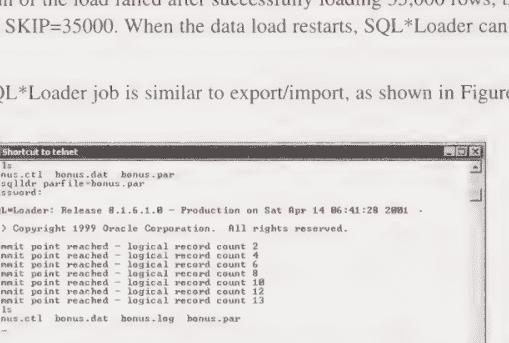 of the load failed after successfully loading 35,000 rows,
SKIP=35000. When the data load restarts, SQL*Loader can
QL*Loader job is similar to export/import, as shown in Figure
Shortcut to telnet
ls
nus.ctl bonus.dat bonus.par
sqlldr parfile=bonus.par
ssword:
L*Loader: Release 8.1.6.1.0 - Production on Sat Apr 14 06:41:28 2001
) Copyright 1999 Oracle Corporation. All rights reserved.
mmit point reached - logical record count 2
mmit point reached - logical record count 4
mmit point reached - logical record count 6
mmit point reached - logical record count 8
mmit point reached - logical record count 10
mmit point reached - logical record count 12
mmit point reached - logical record count 13
ls
nus.ctl bonus.dat bonus.log bonus.par